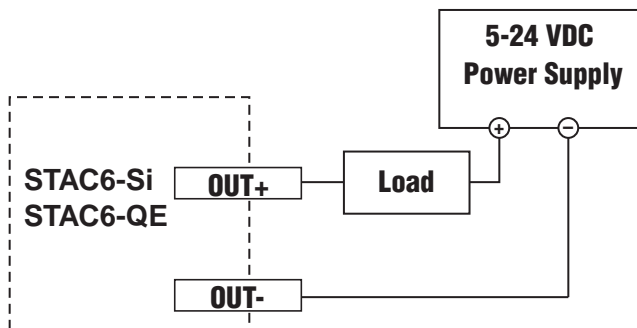 5-24 VDC
Power Supply
+
−
STAC6-Si
STAC6-QE
OUT+
Load
OUT-